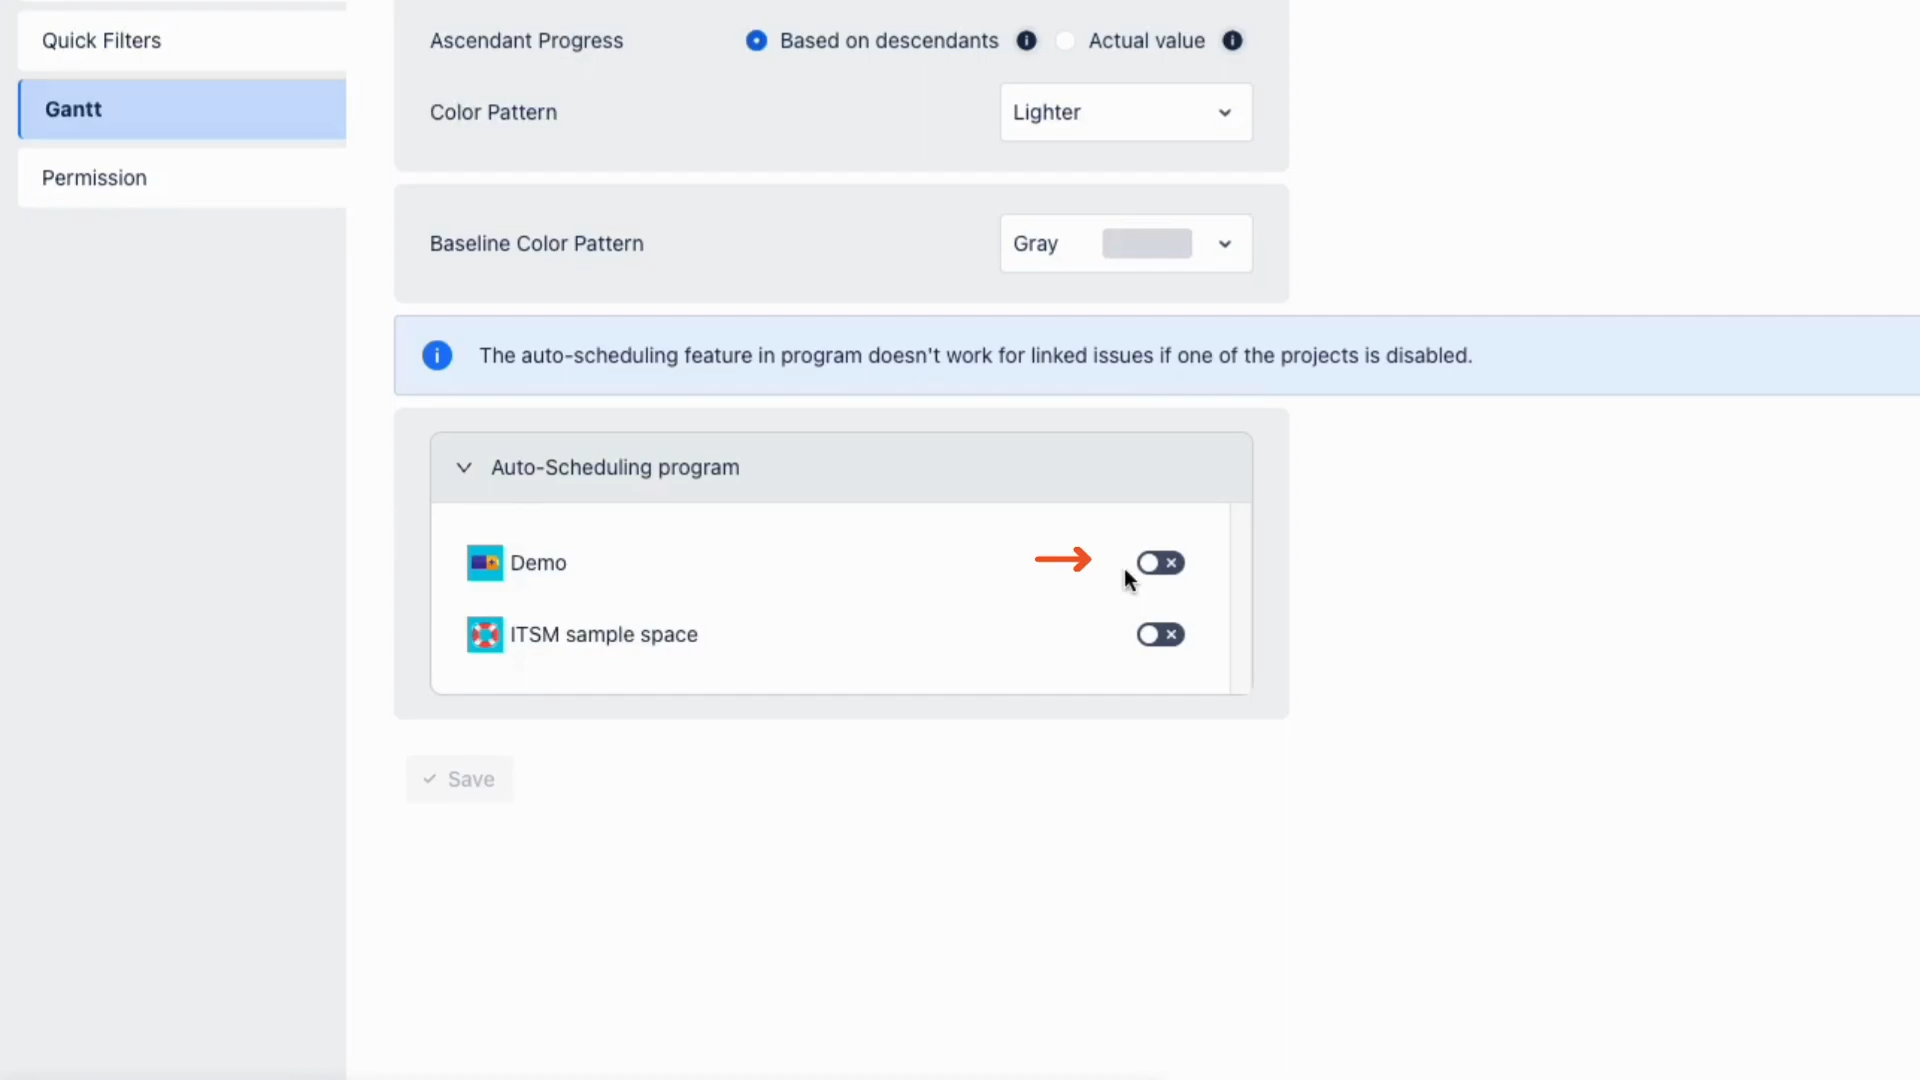 Quick Filters
Gantt
Permission
Ascendant Progress
Based on descendants
Actual value
Color Pattern
Lighter
Baseline Color Pattern
Gray
The auto-scheduling feature in program doesn't work for linked issues if one of the projects is disabled.
Auto-Scheduling program
Demo
ITSM sample space
Save